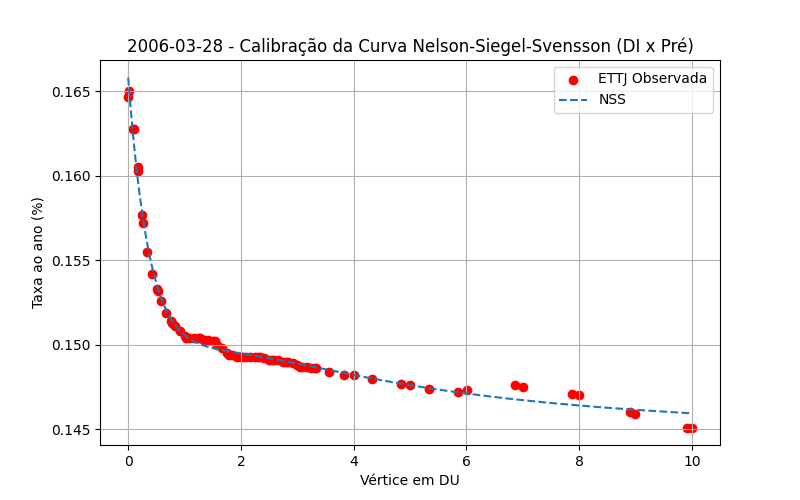 2006-03-28 - Calibração da Curva Nelson-Siegel-Svensson (DI x Pré)
ETTJ Observada
NSS
Taxa ao ano (%)
0.165
0.160
0.155
0.150
0.145
0 2 4 6 8 10
Vértice em DU